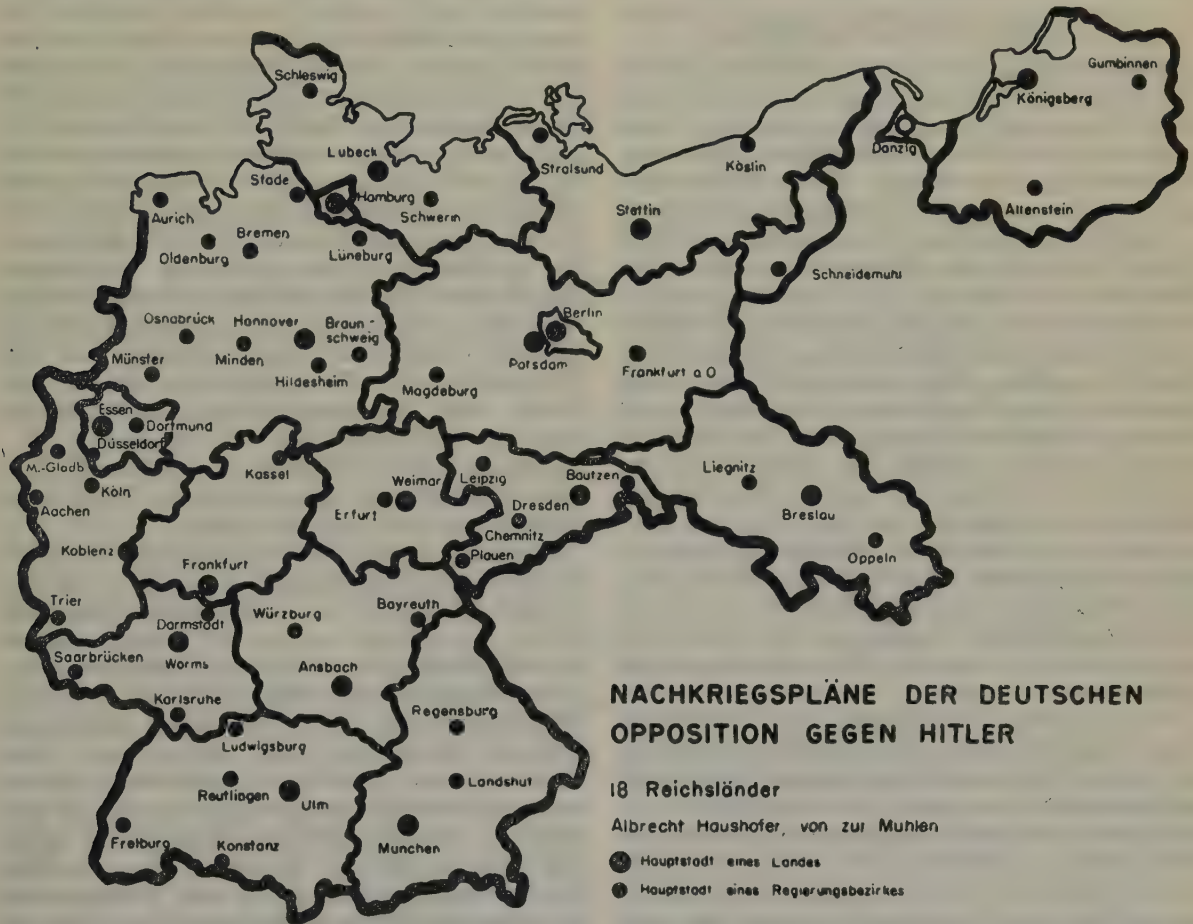 Schleswig
Gumbinnen
Königsberg
Lubeck
Stralsund
Köslin
Danzig
Stade
Hamburg
Schwerin
Stettin
Allenstein
Aurich
Bremen
Oldenburg
Lüneburg
Schneidemuhl
Osnabrück
Hannover
Braun-
schweig
Berlin
Münster
Minden
Hildesheim
Potsdam
Frankfurt a O
Magdeburg
Essen
Dortmund
Düsseldorf
M.-Gladb
Kassel
Leipzig
Bautzen
Liegnitz
Köln
Weimar
Aachen
Erfurt
Dresden
Breslau
Chemnitz
Koblenz
Plauen
Oppeln
Frankfurt
Trier
Würzburg
Bayreuth
Darmstadt
Saarbrücken
Worms
Ansbach
Karlsruhe
Regensburg
Ludwigsburg
Landshut
Reutlingen
Ulm
Freiburg
Konstanz
Munchen
NACHKRIEGSPLÄNE DER DEUTSCHEN
OPPOSITION GEGEN HITLER
18 Reichsländer
Albrecht Haushofer, von zur Muhlen
Hauptstadt eines Landes
Hauptstadt eines Regierungsbezirkes